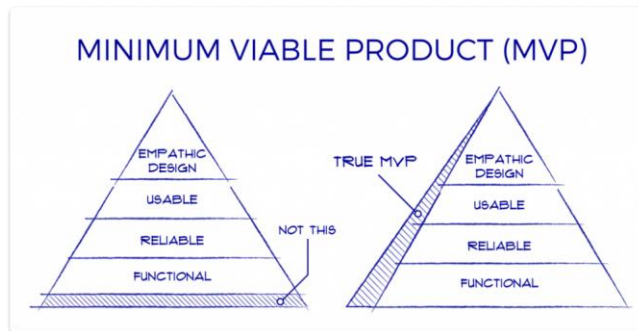 MINIMUM VIABLE PRODUCT (MVP)
EMPATHIC
DESIGN
USABLE
RELIABLE
FUNCTIONAL
NOT THIS
TRUE MVP
EMPATHIC
DESIGN
USABLE
RELIABLE
FUNCTIONAL